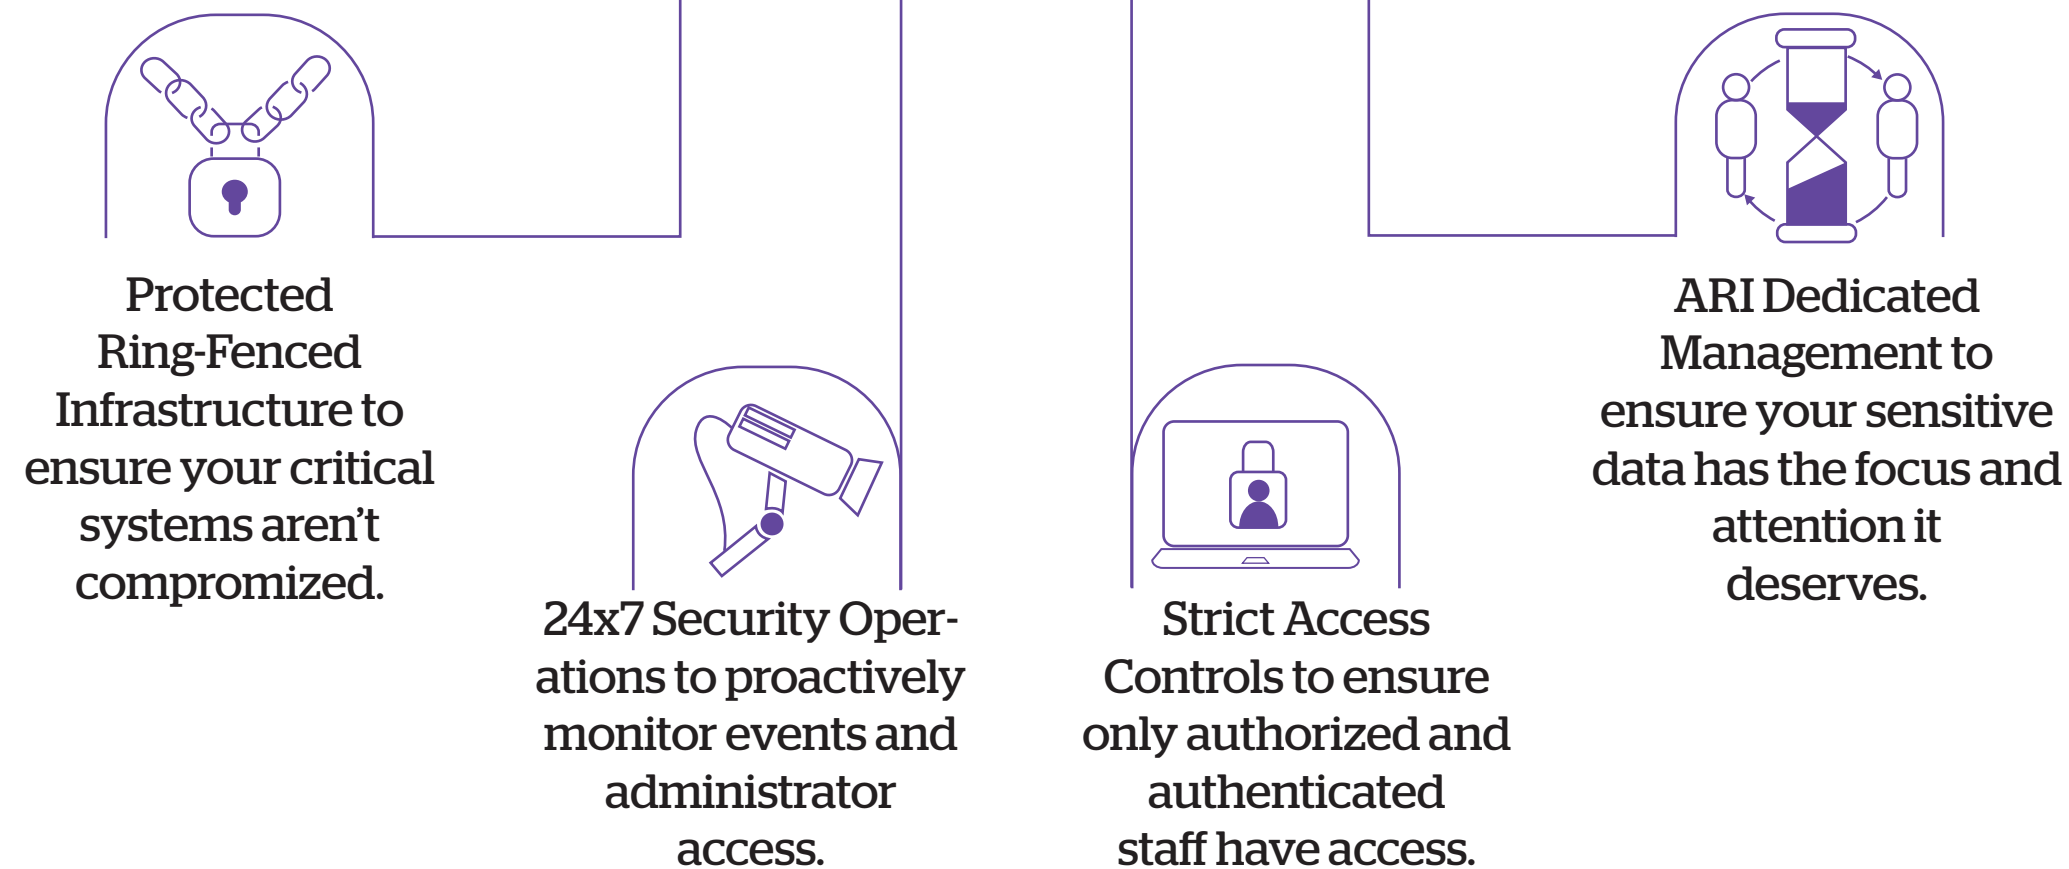 Protected
Ring-Fenced
Infrastructure to
ensure your critical
systems aren't
compromized.
24x7 Security Oper-
ations to proactively
monitor events and
administrator
access.
Strict Access
Controls to ensure
only authorized and
authenticated
staff have access.
ARI Dedicated
Management to
ensure your sensitive
data has the focus and
attention it
deserves.